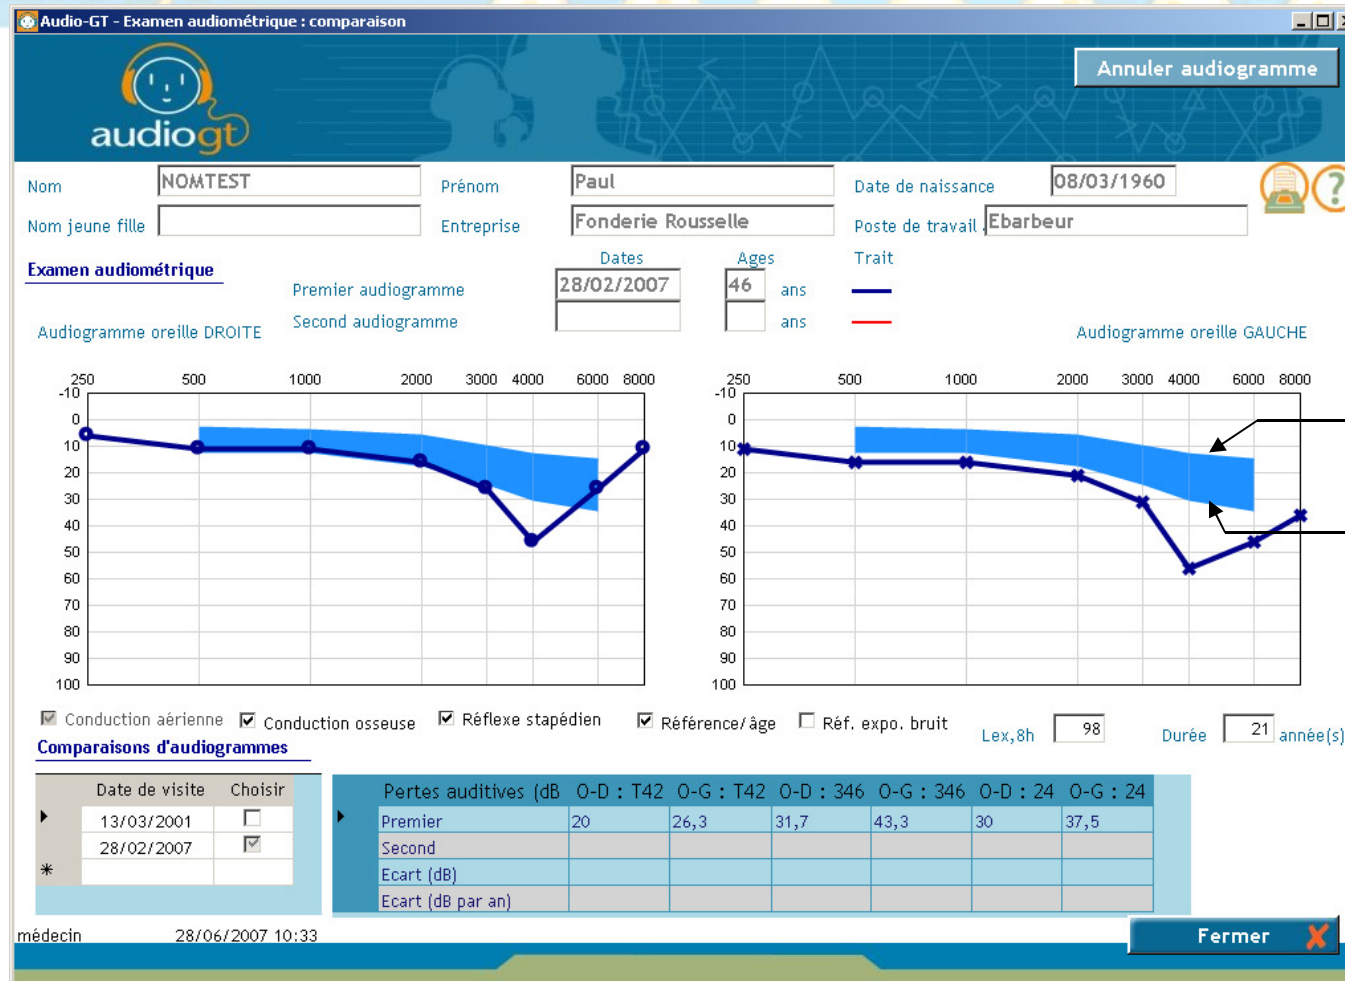 Audio-GT - Examen audiométrique : comparaison
Annuler audiogramme
audiogt
Nom NOMTEST Prénom Paul Date de naissance 08/03/1960
Nom jeune fille Entreprise Fonderie Rousselle Poste de travail Ebarbeur
?
Examen audiométrique Dates Ages Trait
Premier audiogramme 28/02/2007 46 ans
Second audiogramme ans
Audiogramme oreille DROITE Audiogramme oreille GAUCHE
250 500 1000 2000 3000 4000 6000 8000
-10
0
10
20
30
40
50
60
70
80
90
100
250 500 1000 2000 3000 4000 6000 8000
-10
0
10
20
30
40
50
60
70
80
90
100
Conduction aérienne Conduction osseuse Réflexe stapédien Référence/âge Réf. expo. bruit Lex,8h 98 Durée 21 année(s)
Comparaisons d'audiogrammes
Date de visite Choisir
13/03/2001
28/02/2007
*
Pertes auditives (dB O-D : T42 O-G : T42 O-D : 346 O-G : 346 O-D : 24 O-G : 24
Premier 20 26,3 31,7 43,3 30 37,5
Second
Ecart (dB)
Ecart (dB par an)
médecin 28/06/2007 10:33 Fermer